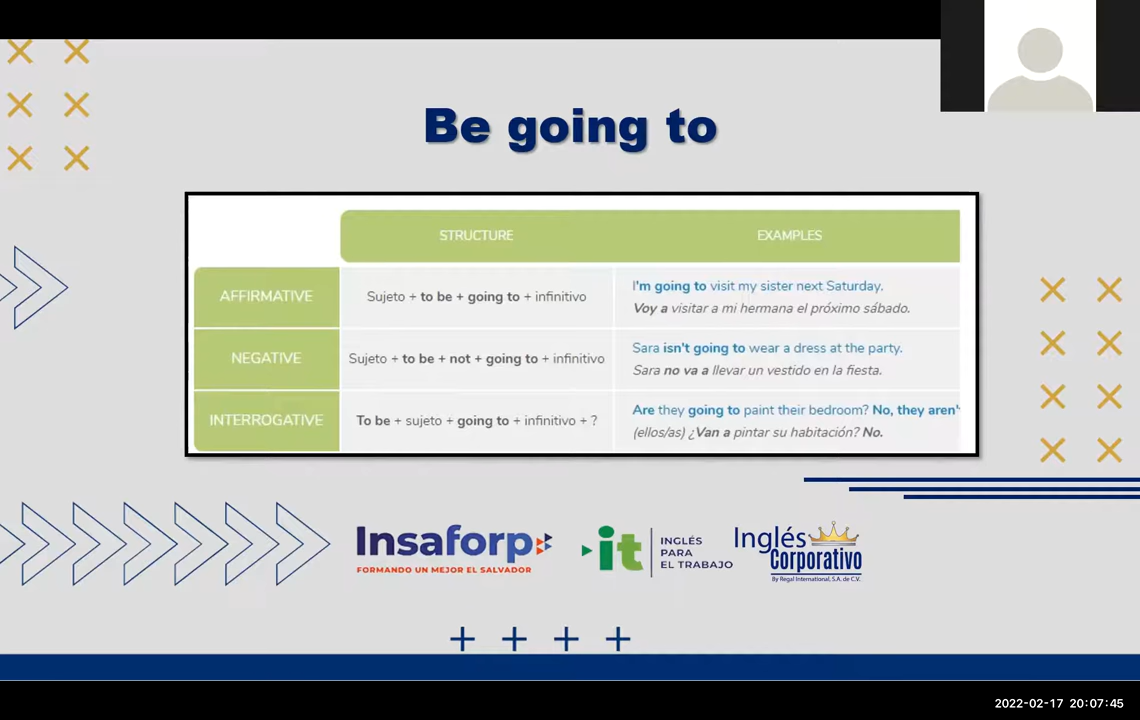 Be going to
STRUCTURE EXAMPLES
AFFIRMATIVE Sujeto + to be + going to + infinitivo I'm going to visit my sister next Saturday.
Voy a visitar a mi hermana el próximo sábado.
NEGATIVE Sujeto + to be + not + going to + infinitivo Sara isn't going to wear a dress at the party.
Sara no va a llevar un vestido en la fiesta.
INTERROGATIVE To be + sujeto + going to + infinitivo + ? Are they going to paint their bedroom? No, they aren'
(ellos/as) ¿Van a pintar su habitación? No.
Insaforp
FORMANDO UN MEJOR EL SALVADOR
it
INGLÉS
PARA
EL TRABAJO
Inglés
Corporativo
By Regal International, S.A. de C.V.
2022-02-17 20:07:45